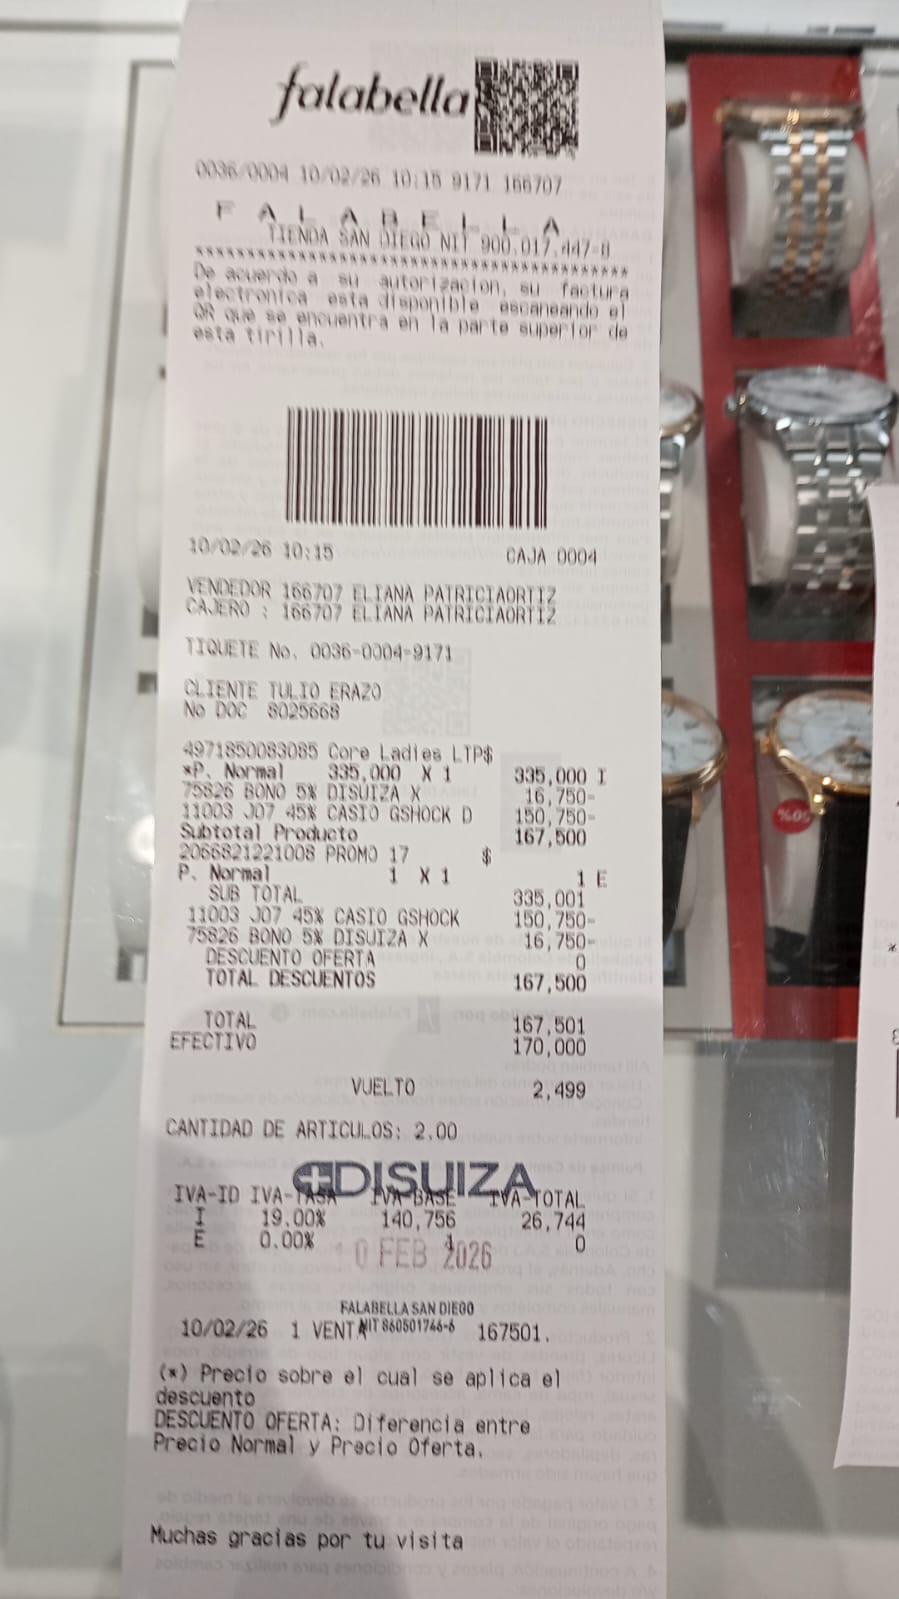 falabella
0036/0004 10/02/26 10:15 9171 166707
F A L A B E L L A
TIENDA SAN DIEGO NIT 900.017.447-8
******************************************
De acuerdo a su autorizacion, su factura
electronica esta disponible escaneando el
QR que se encuentra en la parte superior de
esta tirilla.
10/02/26 10:15 CAJA 0004
VENDEDOR 166707 ELIANA PATRICIAORTIZ
CAJERO : 166707 ELIANA PATRICIAORTIZ
TIQUETE No. 0036-0004-9171
CLIENTE TULIO ERAZO
No DOC 8025668
4971850083085 Core Ladies LTP$
*P. Normal 335,000 X 1 335,000 I
75826 BONO 5% DISUIZA X 16,750-
11003 J07 45% CASIO GSHOCK D 150,750-
Subtotal Producto 167,500
2066821221008 PROMO 17 $
P. Normal 1 X 1 1 E
SUB TOTAL 335,001
11003 J07 45% CASIO GSHOCK 150,750-
75826 BONO 5% DISUIZA X 16,750-
DESCUENTO OFERTA 0
TOTAL DESCUENTOS 167,500
TOTAL 167,501
EFECTIVO 170,000
VUELTO 2,499
CANTIDAD DE ARTICULOS: 2.00
DISUIZA
IVA-ID IVA-TASA IVA-BASE IVA-TOTAL
I 19.00% 140,756 26,744
E 0.00% 1 0
0 FEB 2026
FALABELLA SAN DIEGO
NIT 860501746-6
10/02/26 1 VENTA 167501.
(*) Precio sobre el cual se aplica el
descuento
DESCUENTO OFERTA: Diferencia entre
Precio Normal y Precio Oferta.
Muchas gracias por tu visita
50%